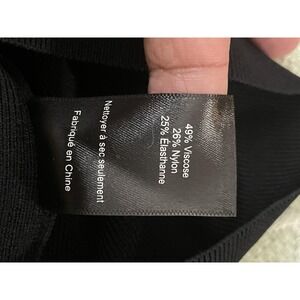 49% Viscose
26% Nylon
25% Elasthanne
Nettoyer à sec seulement
Fabriqué en Chine